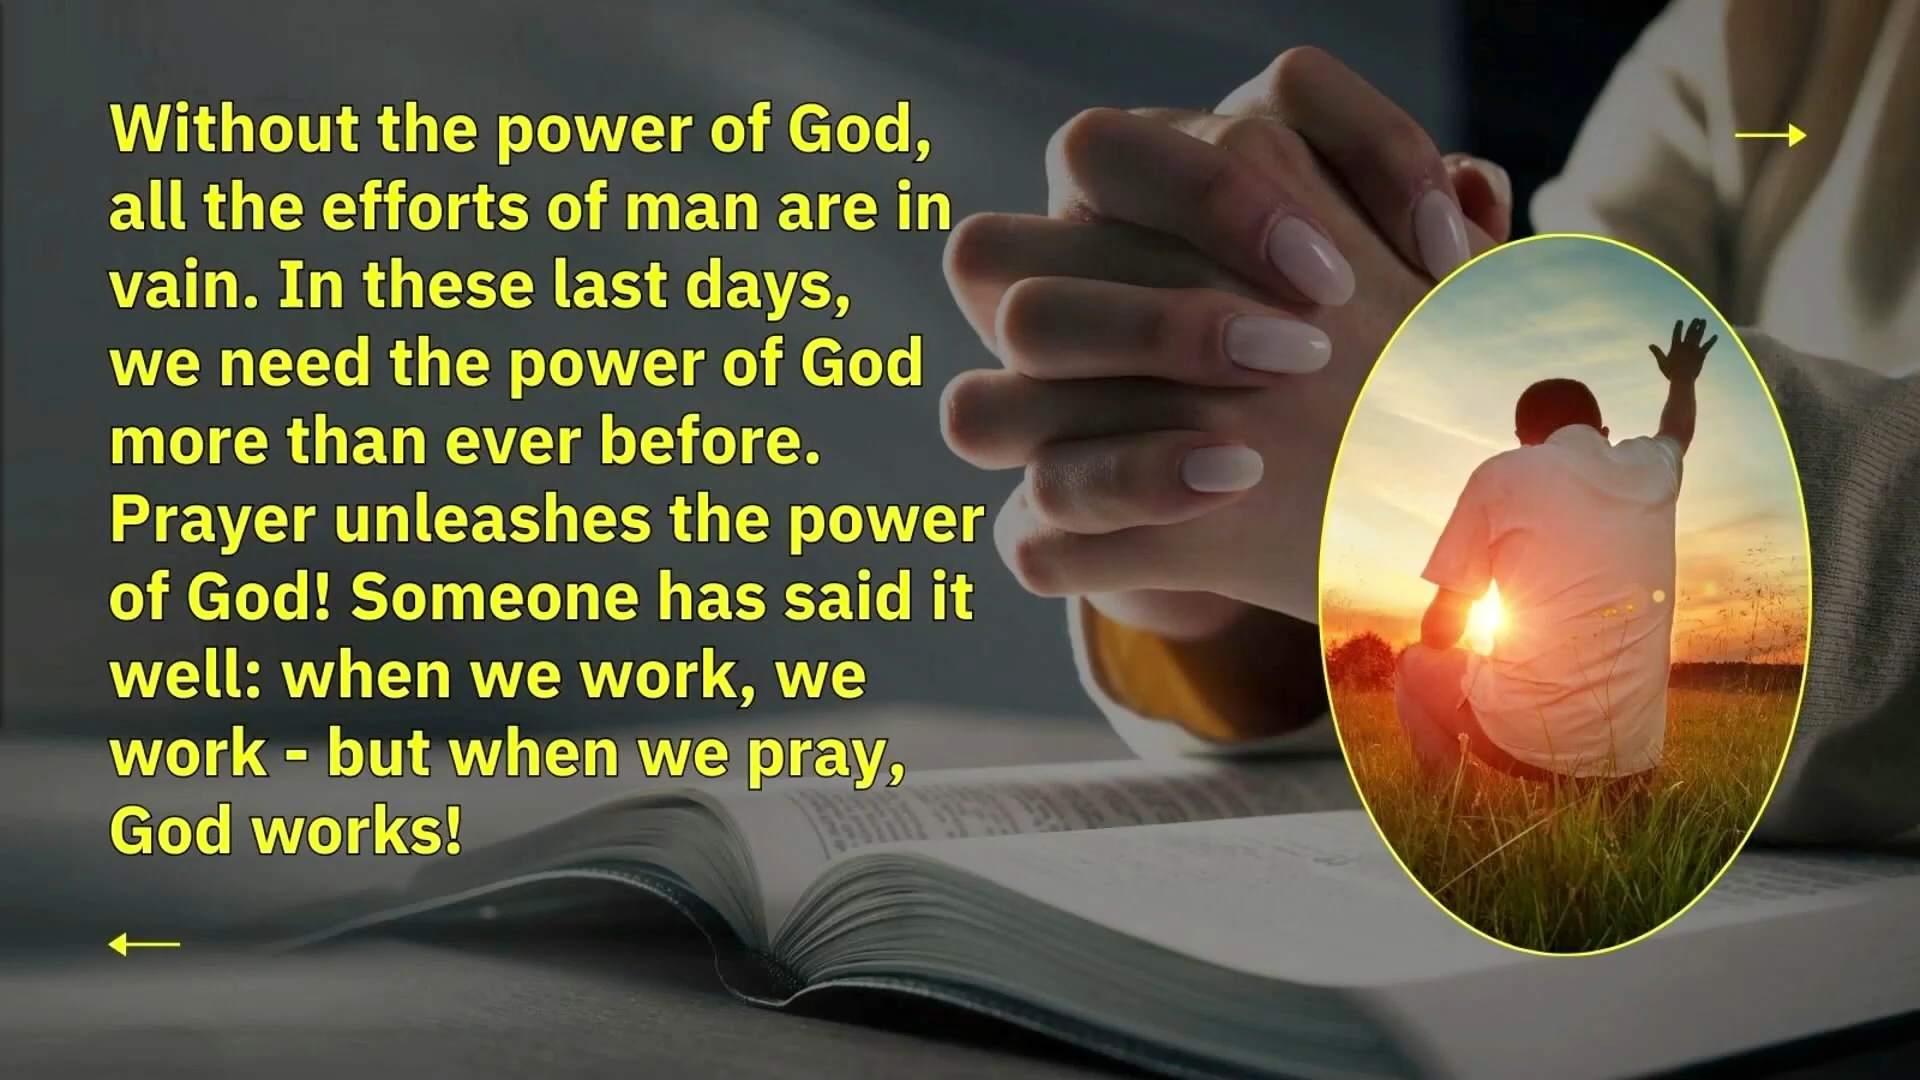 Without the power of God,
all the efforts of man are in
vain. In these last days,
we need the power of God
more than ever before.
Prayer unleashes the power
of God! Someone has said it
well: when we work, we
work - but when we pray,
God works!